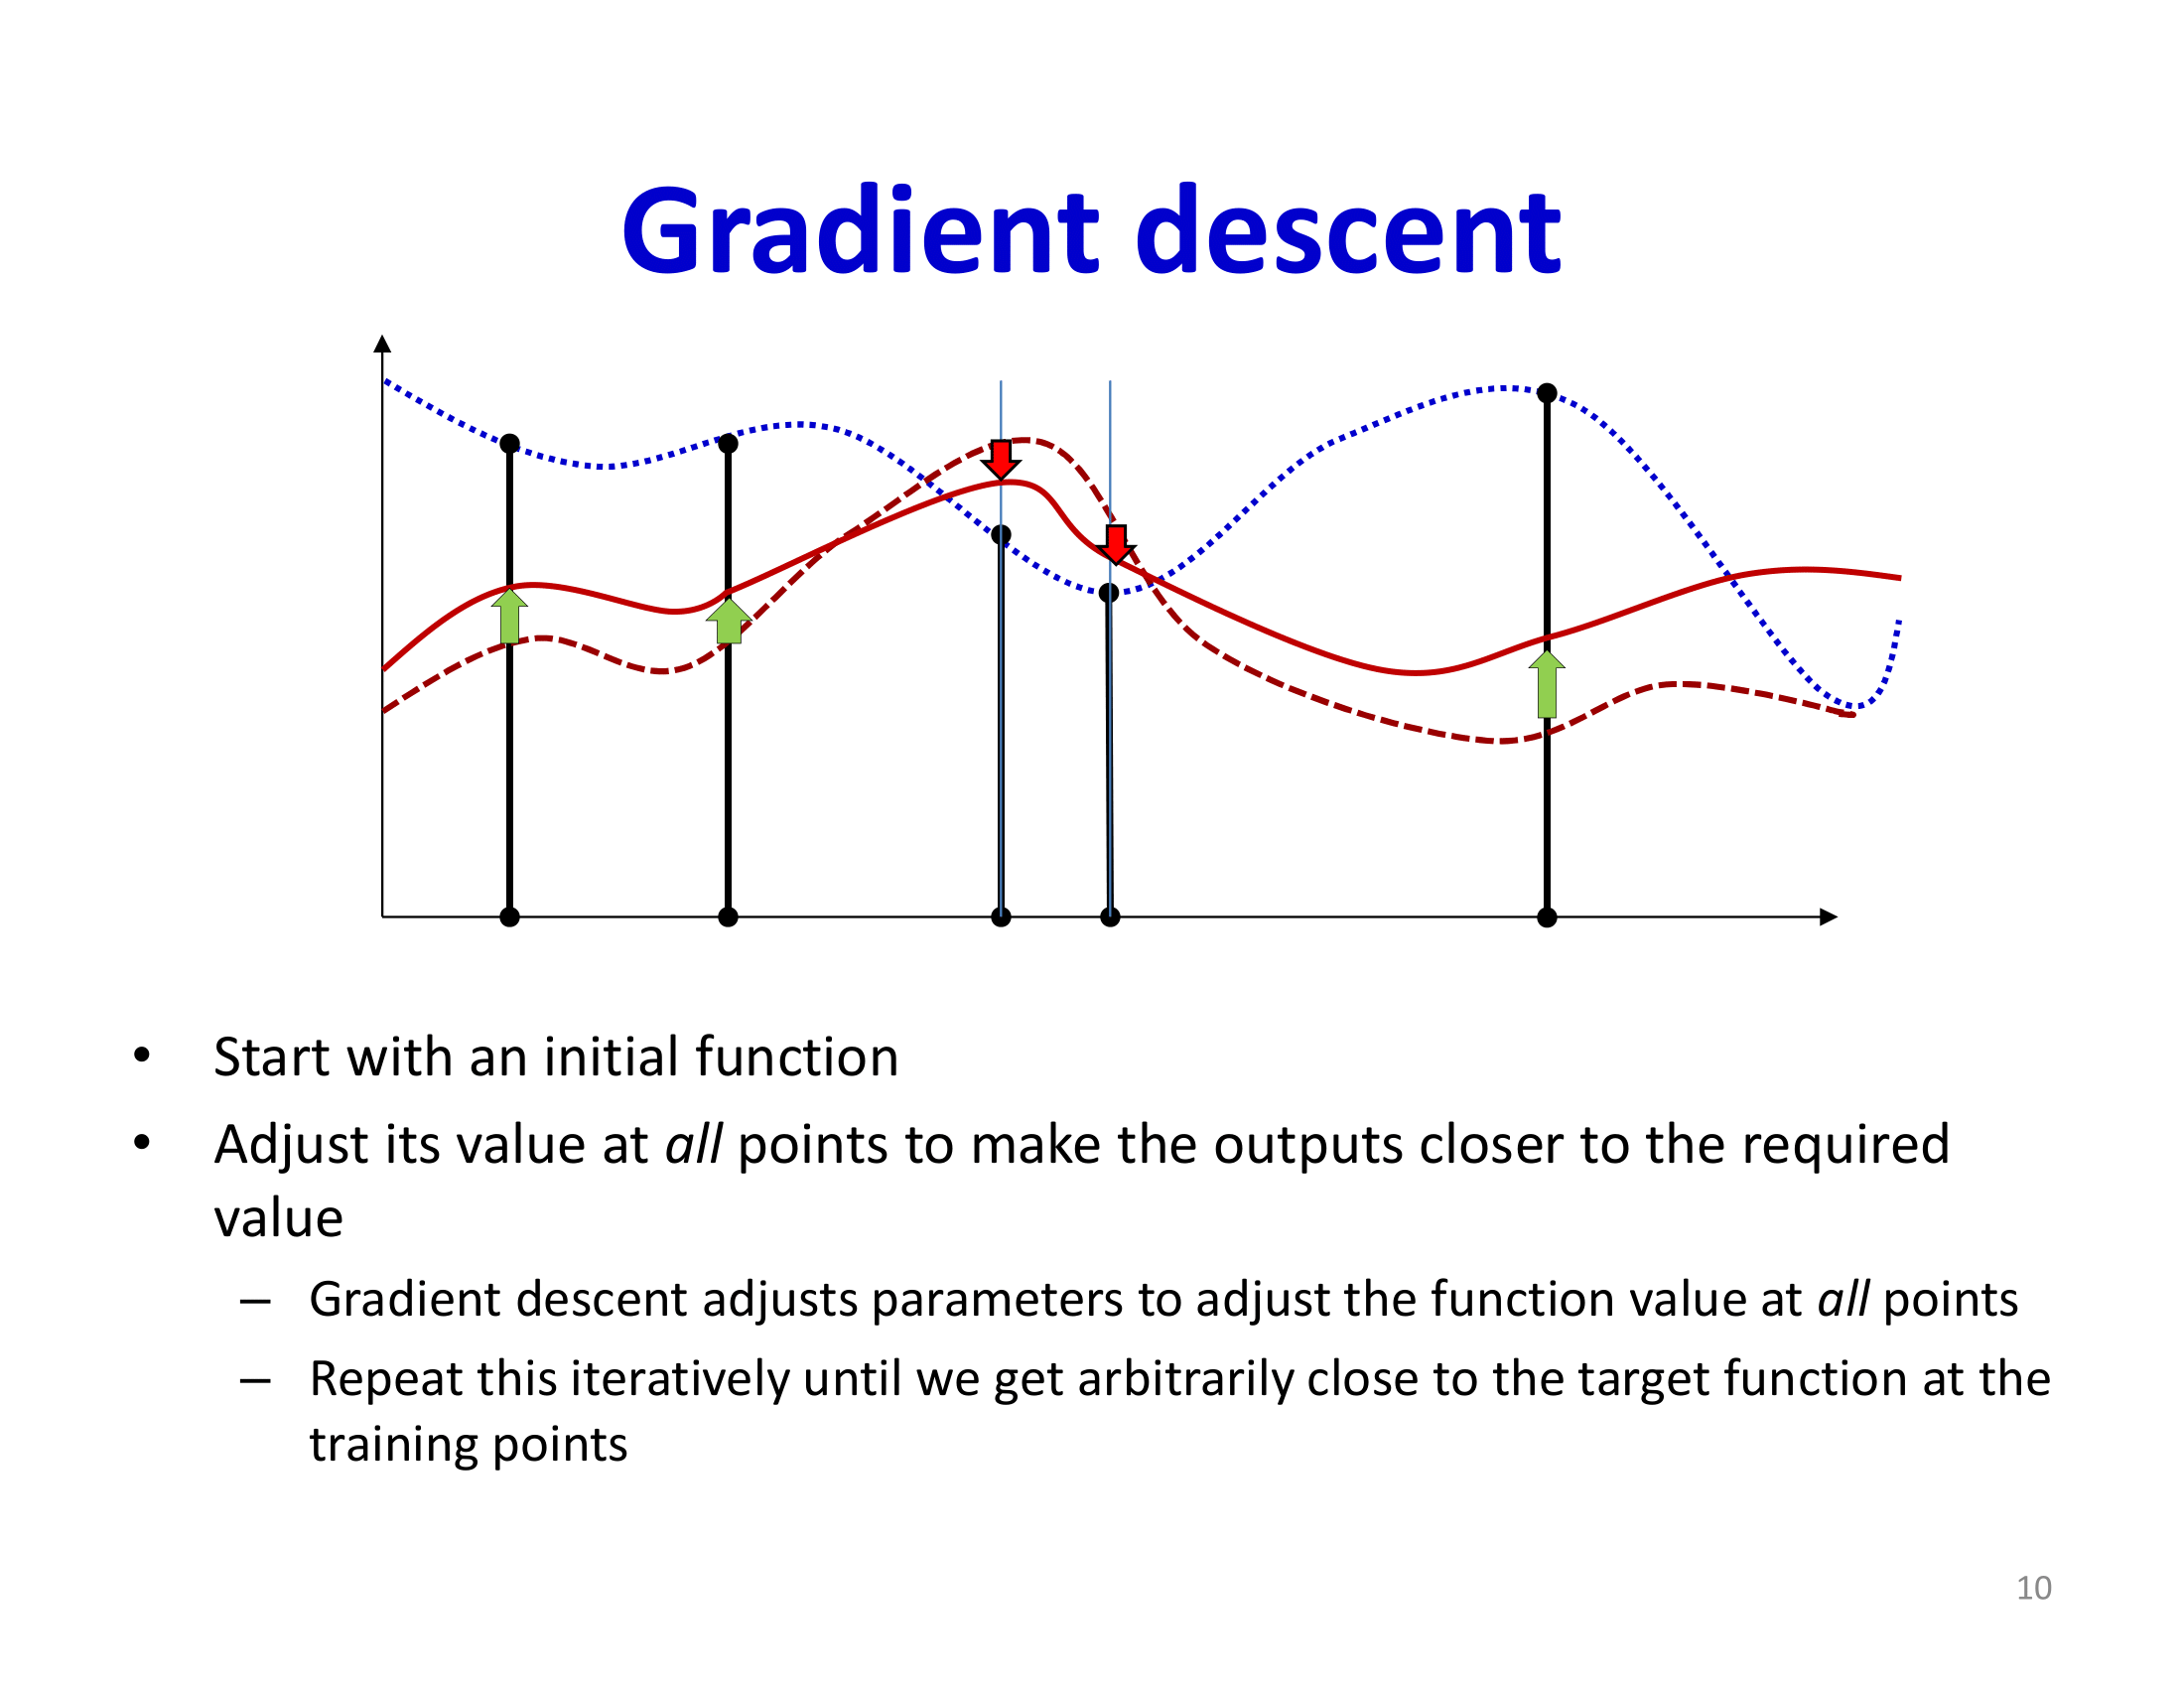 Gradient descent
• Start with an initial function
• Adjust its value at all points to make the outputs closer to the required
value
– Gradient descent adjusts parameters to adjust the function value at all points
– Repeat this iteratively until we get arbitrarily close to the target function at the
training points
10